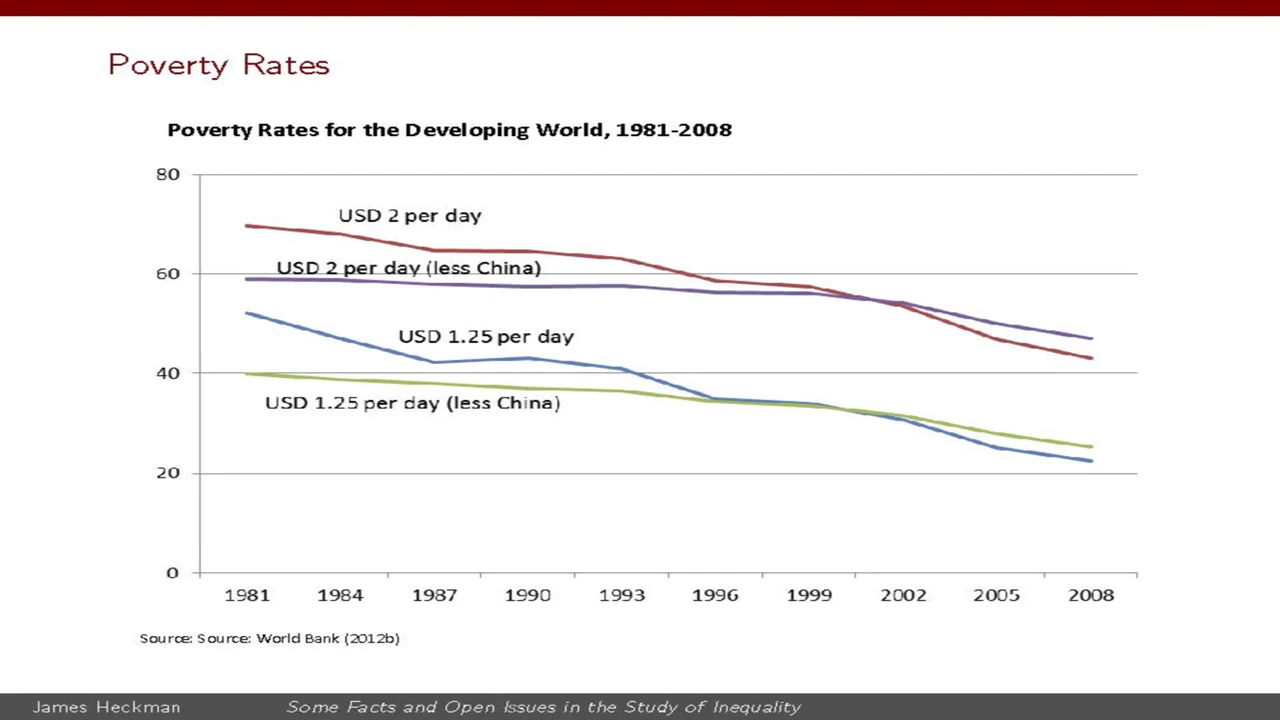 Poverty Rates
Poverty Rates for the Developing World, 1981-2008
80
USD 2 per day
60
USD 2 per day (less China)
USD 1.25 per day
40
USD 1.25 per day (less China)
20
0
1981 1984 1987 1990 1993 1996 1999 2002 2005 2008
Source: Source: World Bank (2012b)
James Heckman Some Facts and Open Issues in the Study of Inequality